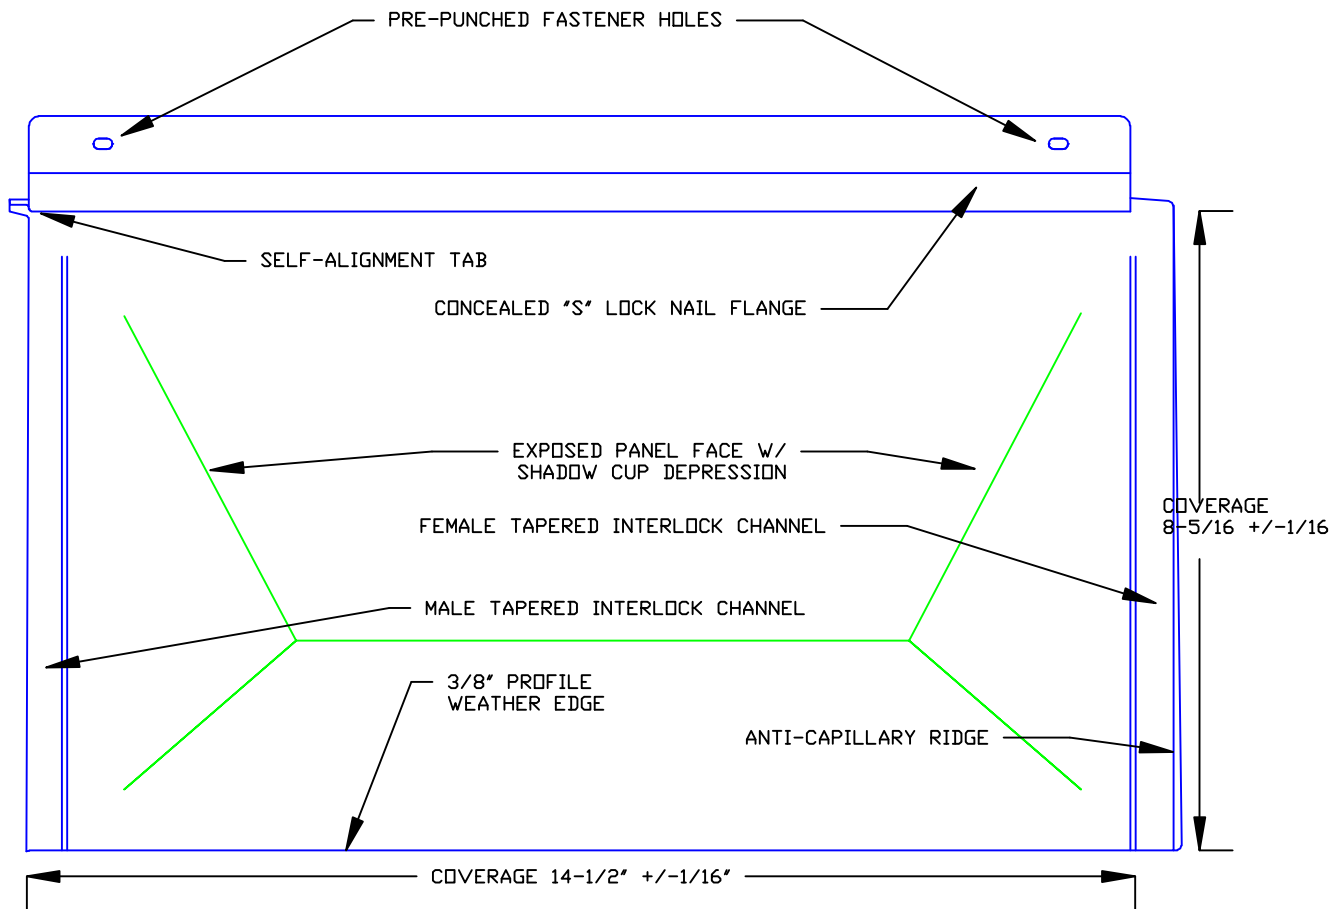 PRE-PUNCHED FASTENER HOLES
SELF-ALIGNMENT TAB
CONCEALED "S" LOCK NAIL FLANGE
EXPOSED PANEL FACE W/
SHADOW CUP DEPRESSION
COVERAGE
8-5/16 +/-1/16
FEMALE TAPERED INTERLOCK CHANNEL
MALE TAPERED INTERLOCK CHANNEL
3/8" PROFILE
WEATHER EDGE
ANTI-CAPILLARY RIDGE
COVERAGE 14-1/2" +/-1/16"